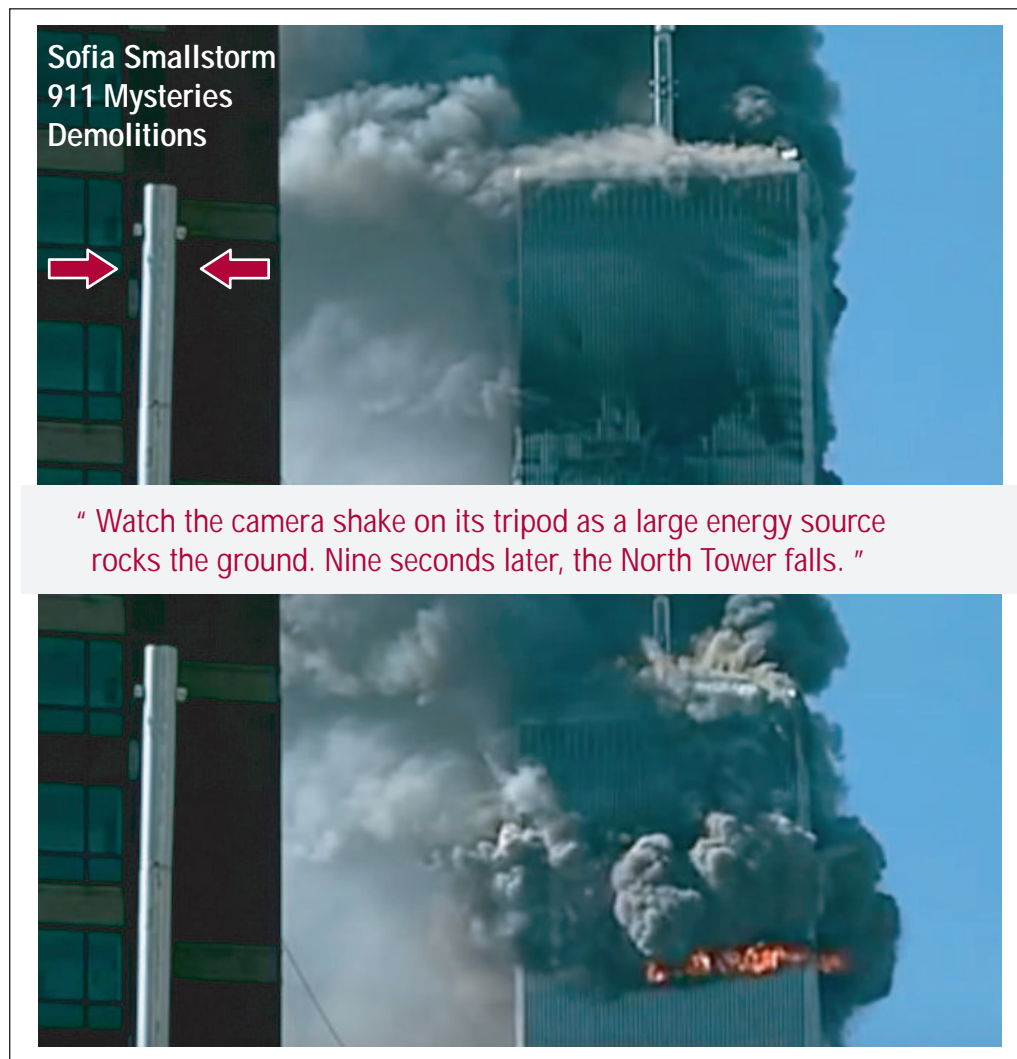 Sofia Smallstorm
911 Mysteries
Demolitions
" Watch the camera shake on its tripod as a large energy source
rocks the ground. Nine seconds later, the North Tower falls. "